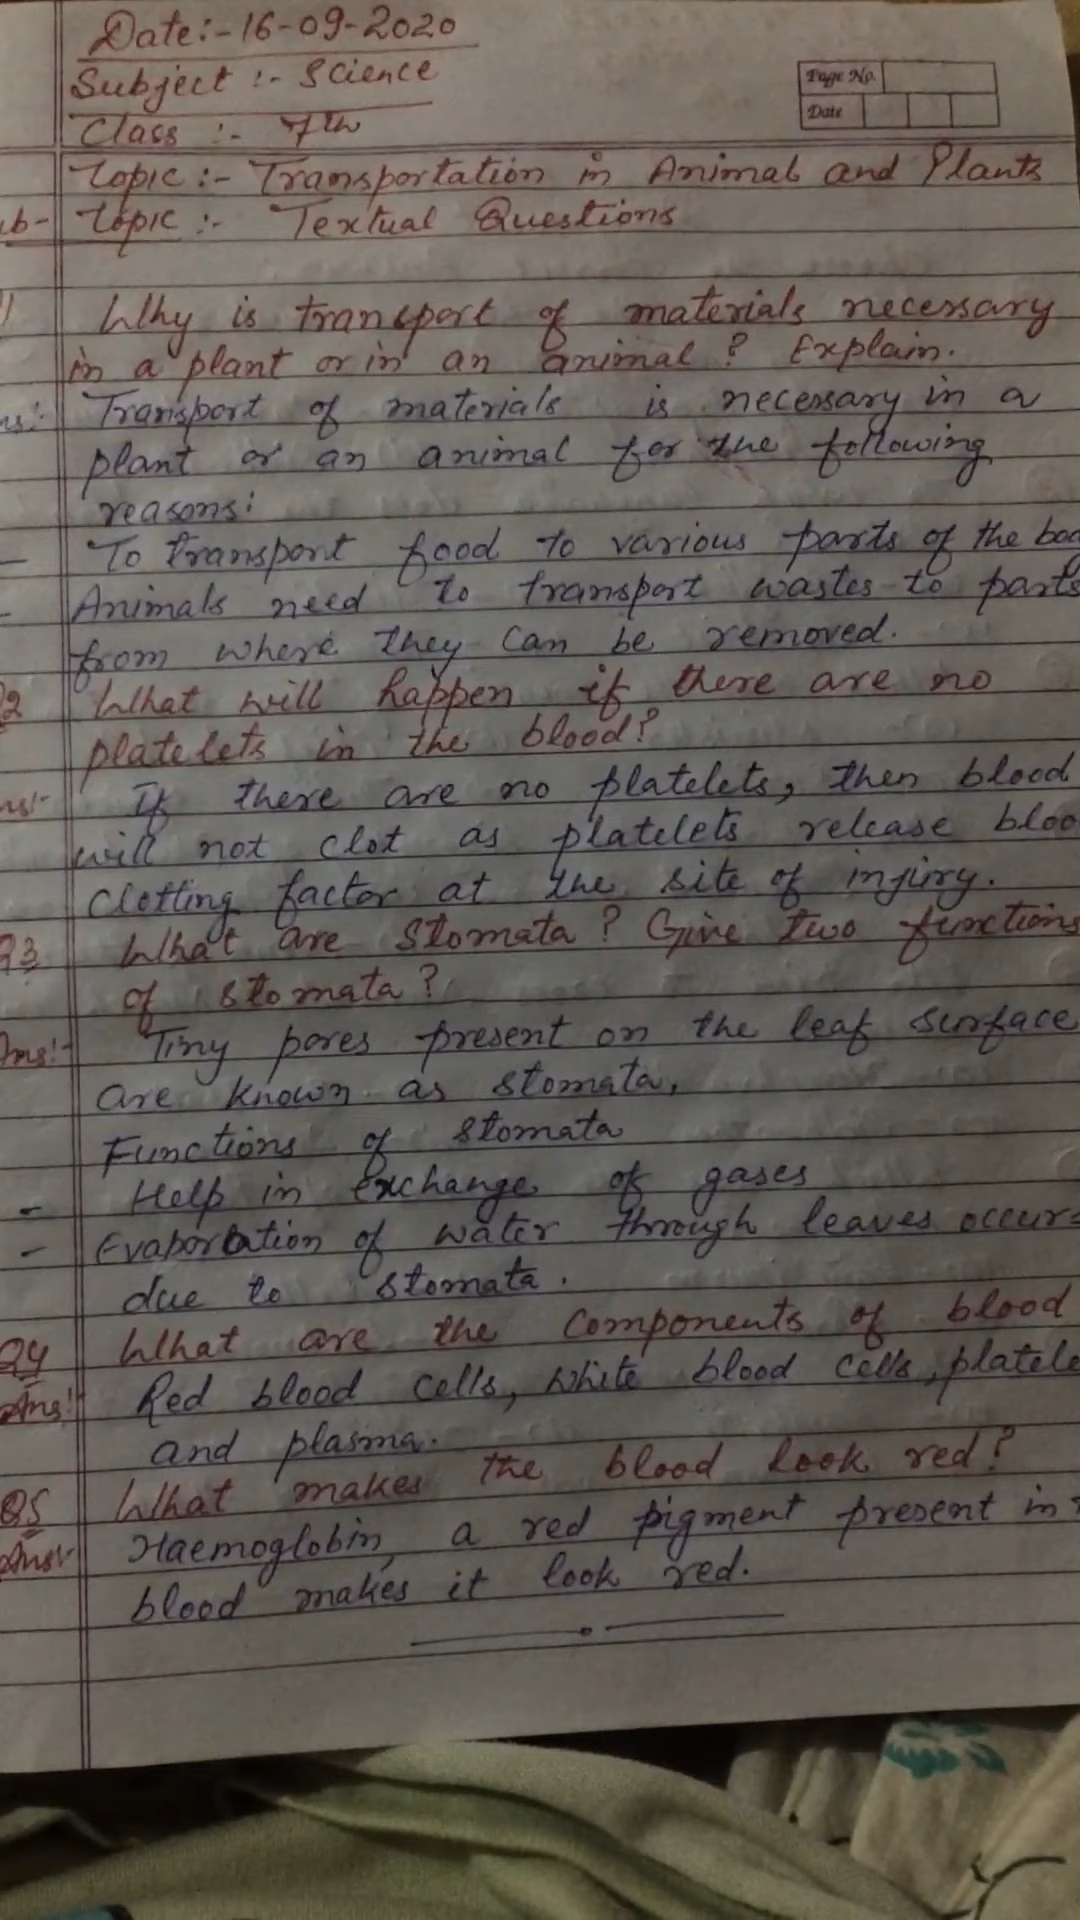 Date:-16-09-2020
Subject :- Science
Page No.
Class :- 7th
Date
Topic :- Transportation in Animal and Plants
ub- Topic :- Textual Questions
1 Why is transport of materials necessary
in a plant or in an animal ? Explain.
ns:- Transport of materials is necessary in a
plant or an animal for the following
reasons:
- To transport food to various parts of the bod
- Animals need to transport wastes to parts
from where they can be removed.
Q2 What will happen if there are no
platelets in the blood?
ns:- If there are no platelets, then blood
will not clot as platelets release bloo
clotting factor at the site of injury.
Q3 What are stomata ? Give two functions
of stomata ?
Ans:- Tiny pores present on the leaf surface
are known as stomata,
Functions of stomata
- Help in exchange of gases
- Evaporation of water through leaves occurs
due to stomata.
Q4 What are the components of blood
Ans:- Red blood cells, White blood cells, platele
and plasma.
Q5 What makes the blood look red?
Ans:- Haemoglobin, a red pigment present in
blood makes it look red.